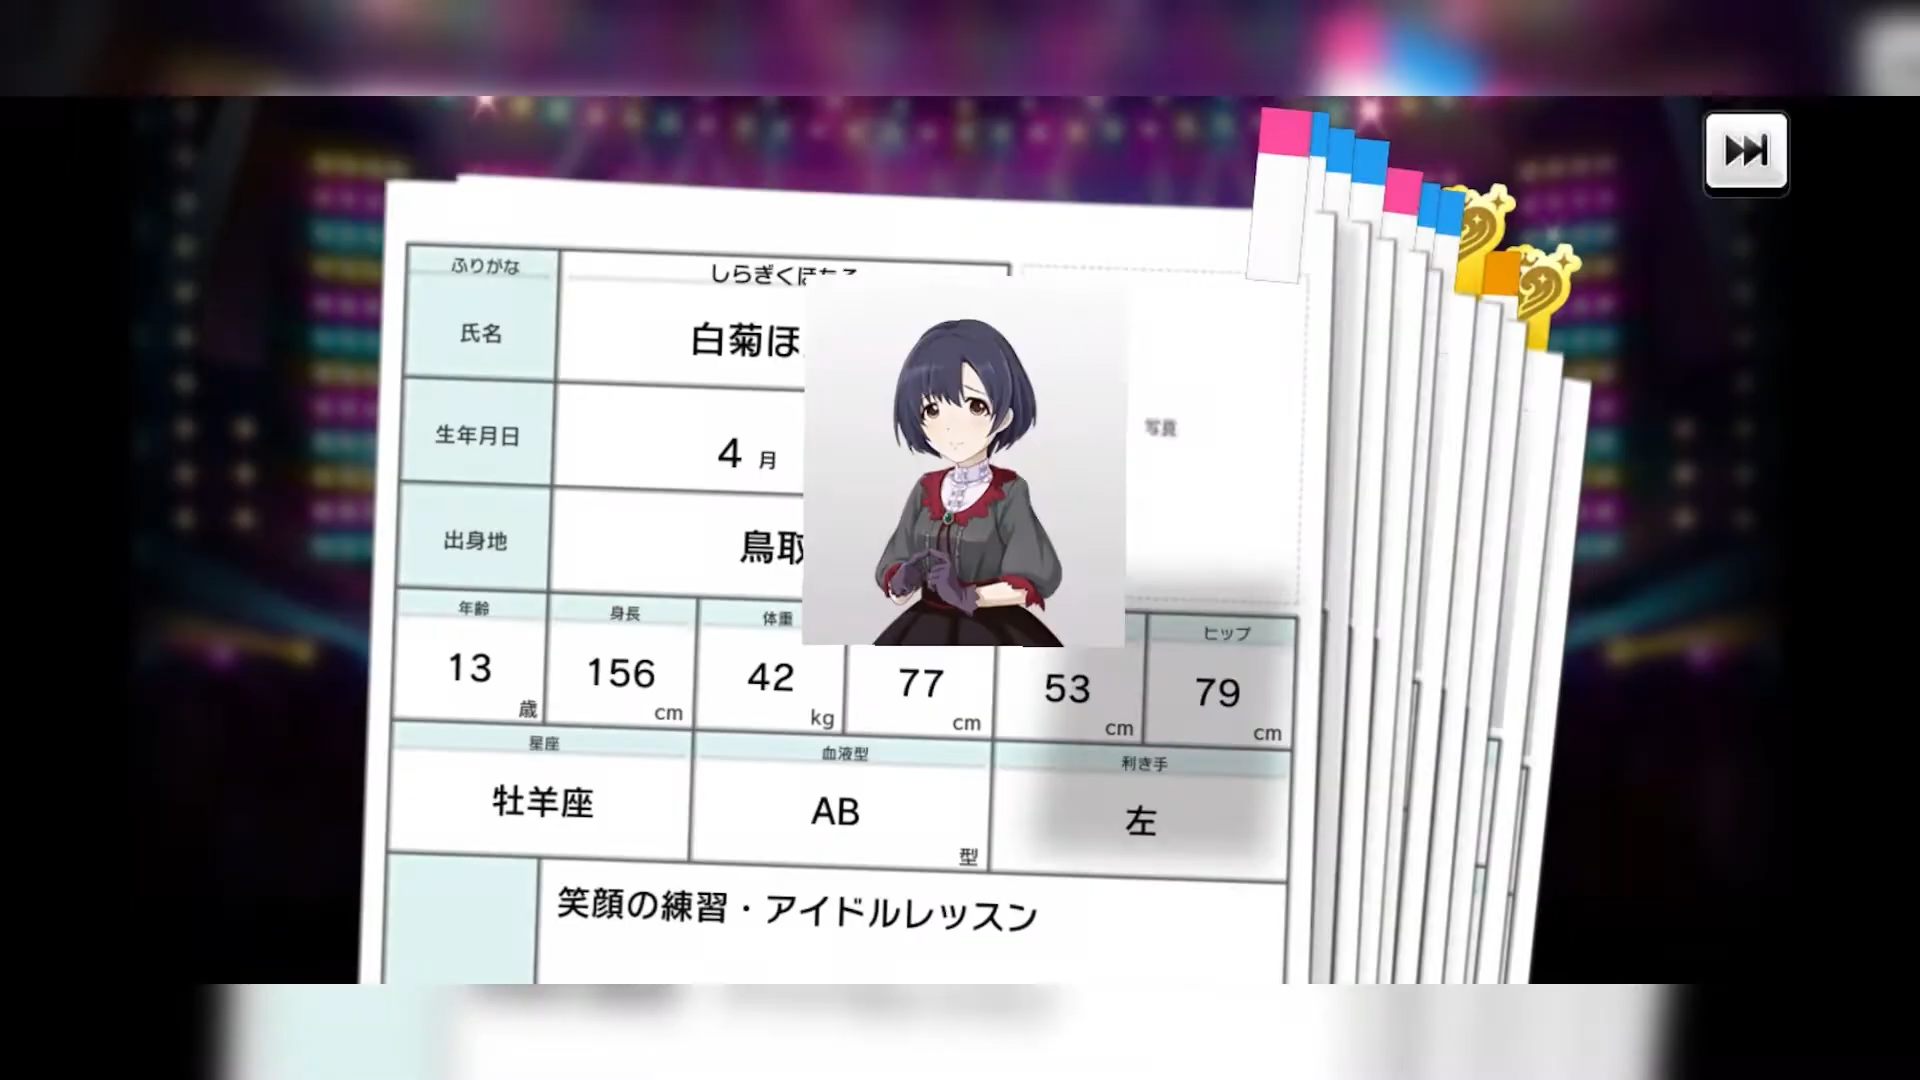 ふりがな
しらぎくほたる
氏名
白菊ほ
生年月日
4 月
出身地
鳥取
写真
年齢 身長 体重 ヒップ
13 歳 156 cm 42 kg 77 cm 53 cm 79 cm
星座 血液型 利き手
牡羊座 AB 型 左
笑顔の練習・アイドルレッスン